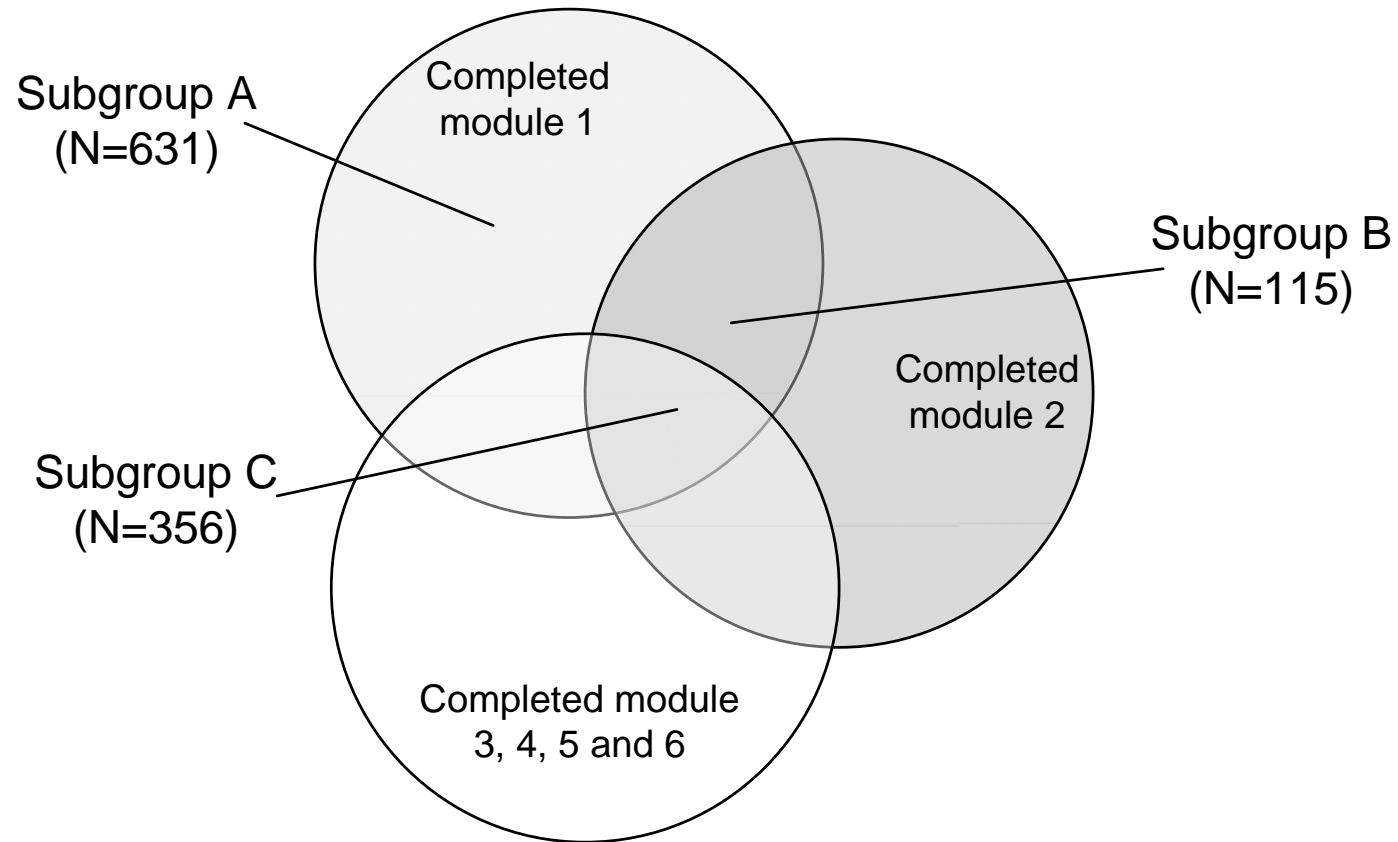 Completed
module 1
Subgroup A
(N=631)
Subgroup B
(N=115)
Completed
module 2
Subgroup C
(N=356)
Completed module
3, 4, 5 and 6